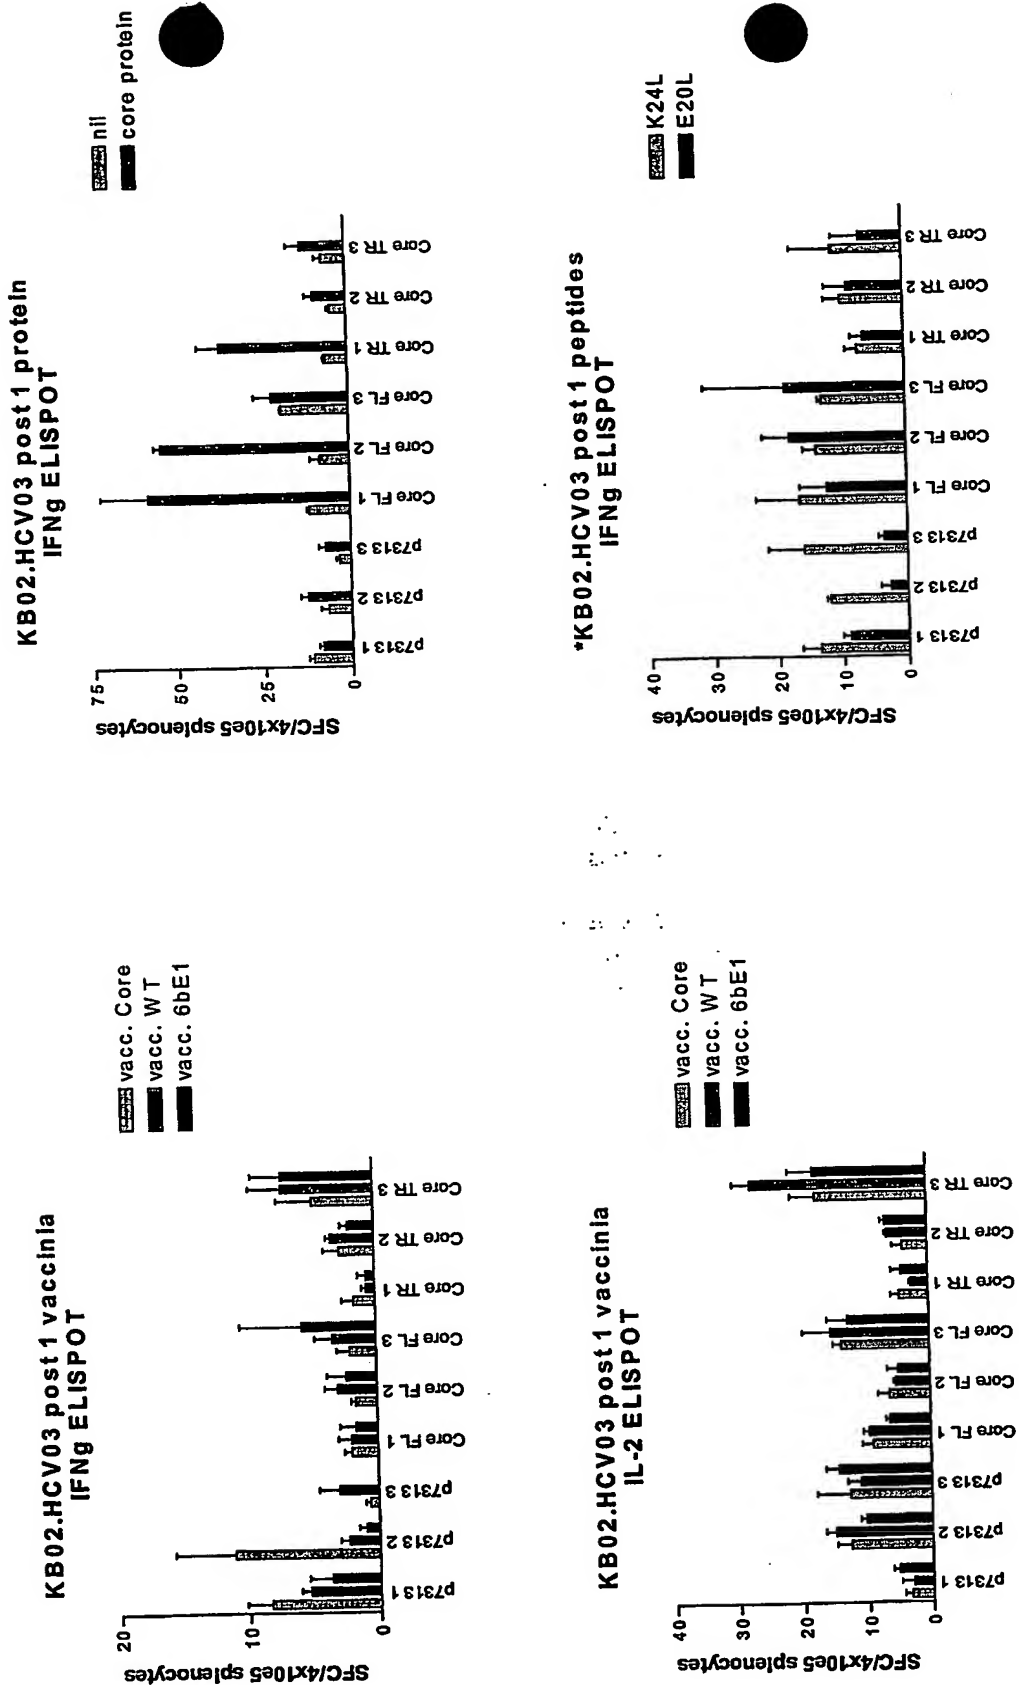 KB02.HCV03 post 1 vaccinia
IFNg ELISPOT
vacc. Core
vacc. WT
vacc. 6bE1
SFC/4x10e5 splenocytes
20
10
0
p7313 1
p7313 2
p7313 3
Core FL 1
Core FL 2
Core FL 3
Core TR 1
Core TR 2
Core TR 3
KB02.HCV03 post 1 protein
IFNg ELISPOT
nil
core protein
SFC/4x10e5 splenocytes
75
50
25
0
p7313 1
p7313 2
p7313 3
Core FL 1
Core FL 2
Core FL 3
Core TR 1
Core TR 2
Core TR 3
KB02.HCV03 post 1 vaccinia
IL-2 ELISPOT
vacc. Core
vacc. WT
vacc. 6bE1
SFC/4x10e5 splenocytes
40
30
20
10
0
p7313 1
p7313 2
p7313 3
Core FL 1
Core FL 2
Core FL 3
Core TR 1
Core TR 2
Core TR 3
*KB02.HCV03 post 1 peptides
IFNg ELISPOT
K24L
E20L
SFC/4x10e5 splenocytes
40
30
20
10
0
p7313 1
p7313 2
p7313 3
Core FL 1
Core FL 2
Core FL 3
Core TR 1
Core TR 2
Core TR 3